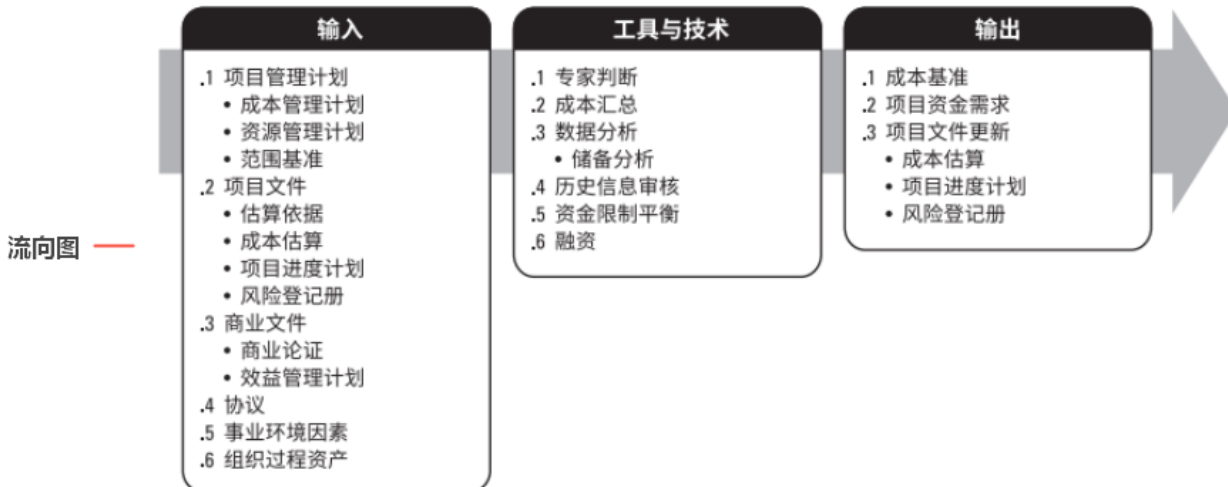 流向图
输入
.1 项目管理计划
• 成本管理计划
• 资源管理计划
• 范围基准
.2 项目文件
• 估算依据
• 成本估算
• 项目进度计划
• 风险登记册
.3 商业文件
• 商业论证
• 效益管理计划
.4 协议
.5 事业环境因素
.6 组织过程资产
工具与技术
.1 专家判断
.2 成本汇总
.3 数据分析
• 储备分析
.4 历史信息审核
.5 资金限制平衡
.6 融资
输出
.1 成本基准
.2 项目资金需求
.3 项目文件更新
• 成本估算
• 项目进度计划
• 风险登记册